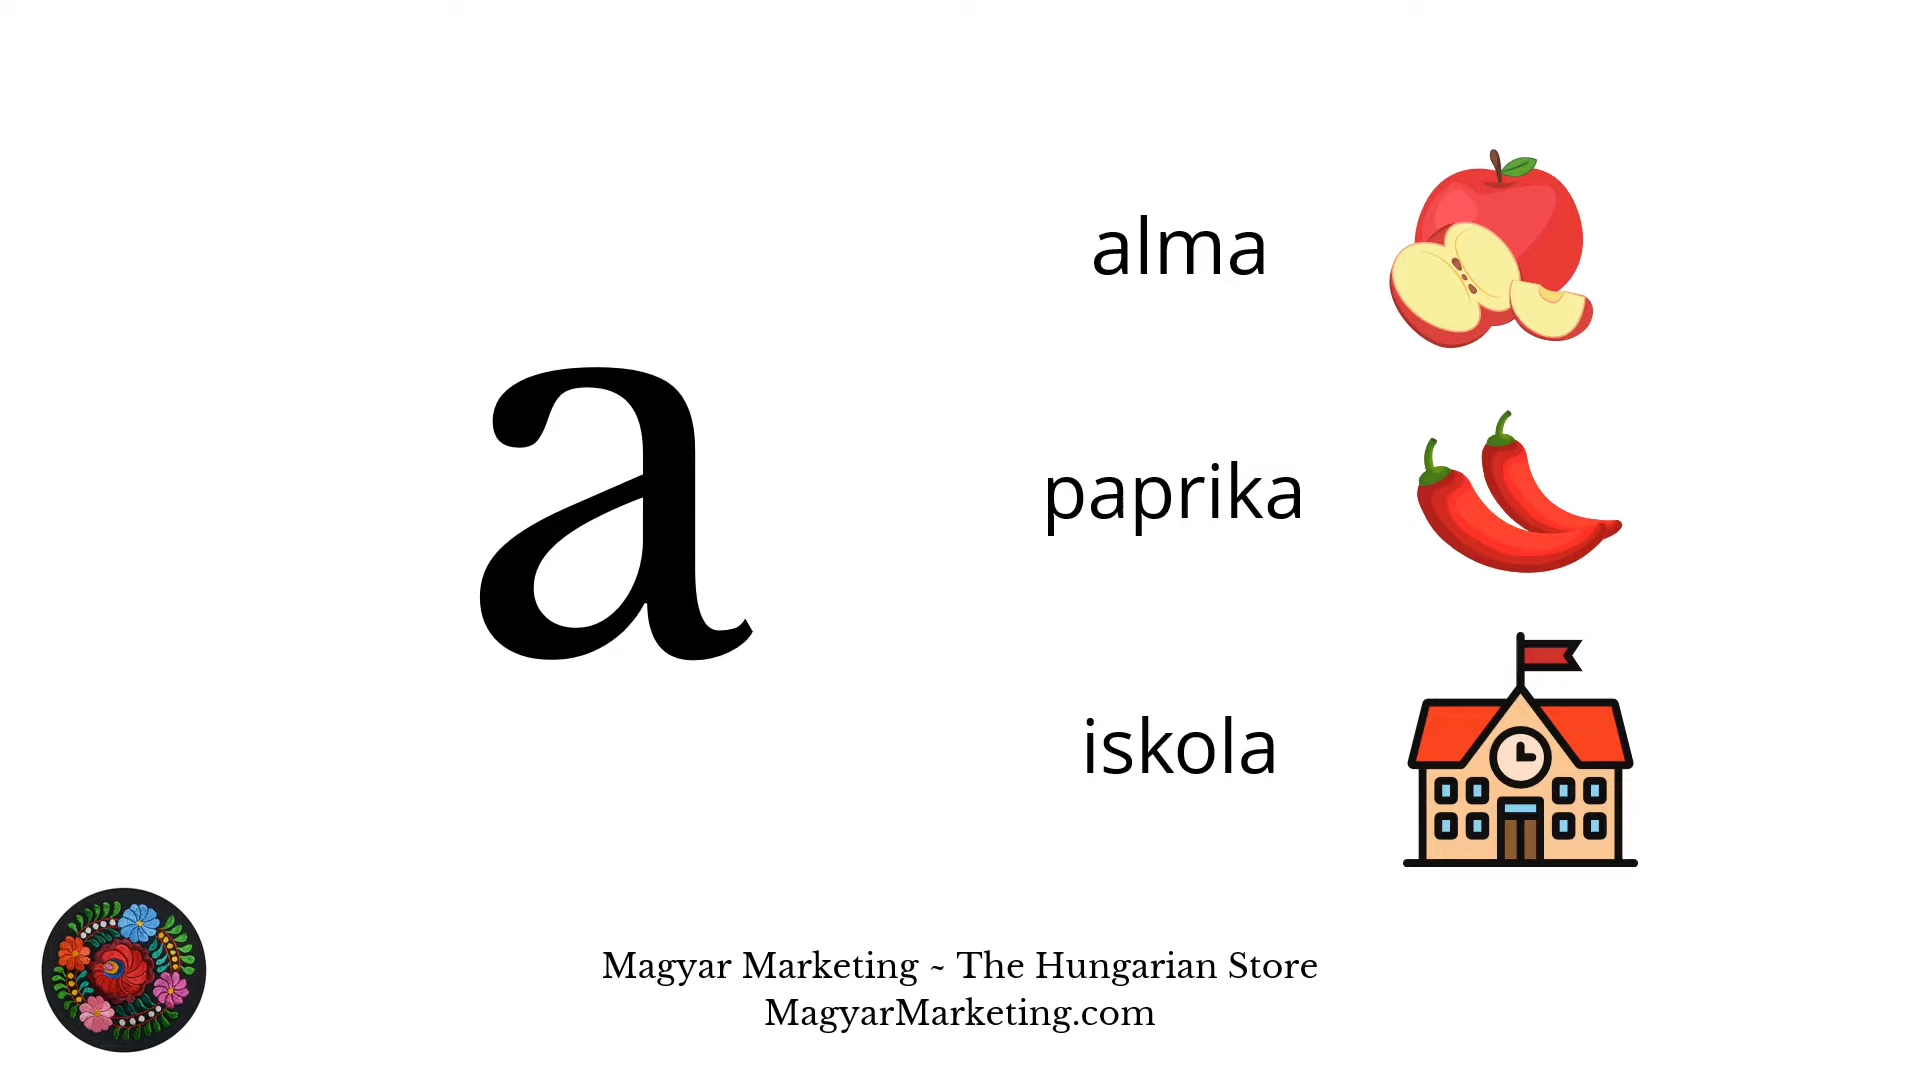 a
alma
paprika
iskola
Magyar Marketing ~ The Hungarian Store
MagyarMarketing.com